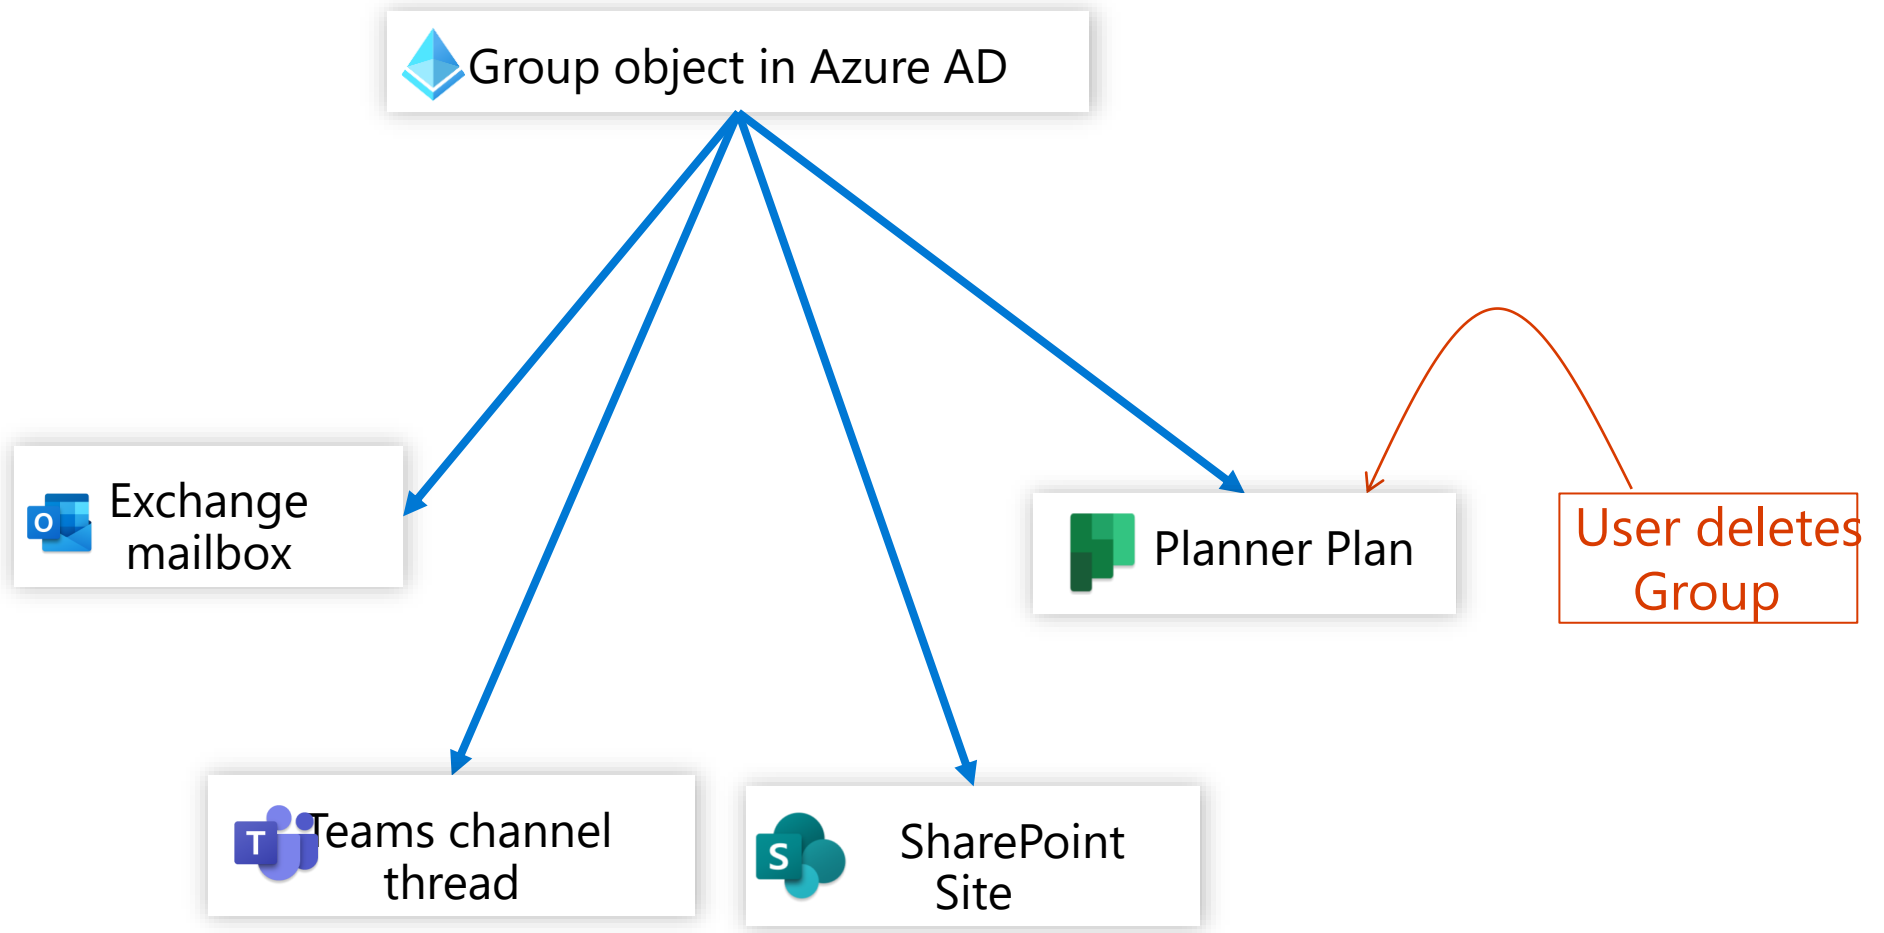 Group object in Azure AD
Exchange
mailbox
O
Planner Plan
User deletes
Group
T
Teams channel
thread
S
SharePoint
Site